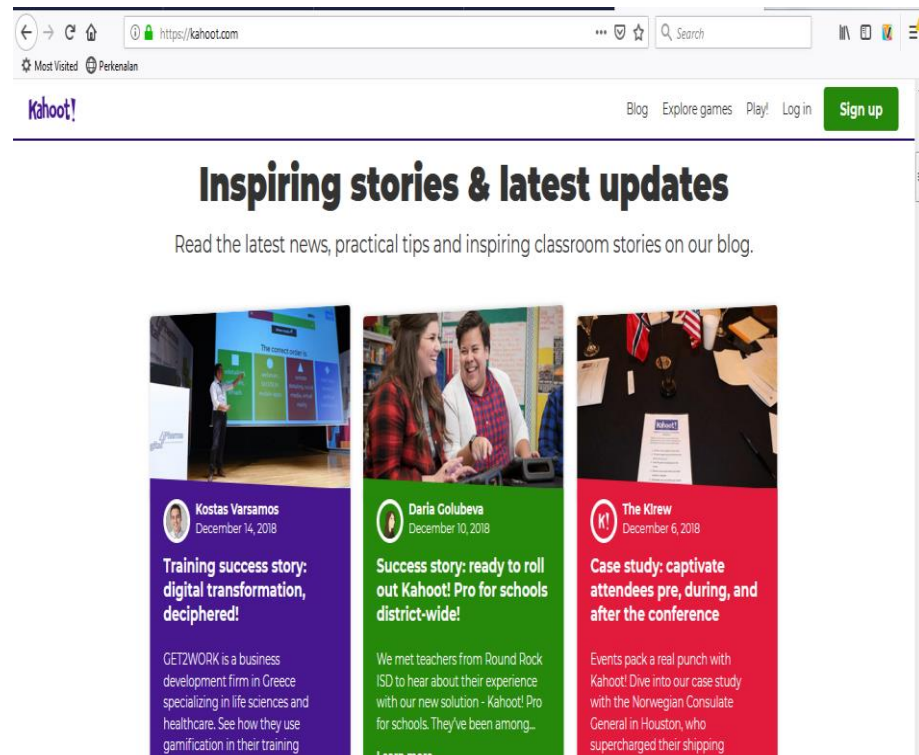 https://kahoot.com
Search
Most Visited
Perkenalan
Kahoot!
Blog
Explore games
Play!
Log in
Sign up
Inspiring stories & latest updates
Read the latest news, practical tips and inspiring classroom stories on our blog.
The correct order is
Kostas Varsamos
December 14, 2018
Training success story:
digital transformation,
deciphered!
GET2WORK is a business
development firm in Greece
specializing in life sciences and
healthcare. See how they use
gamification in their training
Daria Golubeva
December 10, 2018
Success story: ready to roll
out Kahoot! Pro for schools
district-wide!
We met teachers from Round Rock
ISD to hear about their experience
with our new solution - Kahoot! Pro
for schools. They've been among...
Learn more
Kahoot!
K!
The K!rew
December 6, 2018
Case study: captivate
attendees pre, during, and
after the conference
Events pack a real punch with
Kahoot! Dive into our case study
with the Norwegian Consulate
General in Houston, who
supercharged their shipping